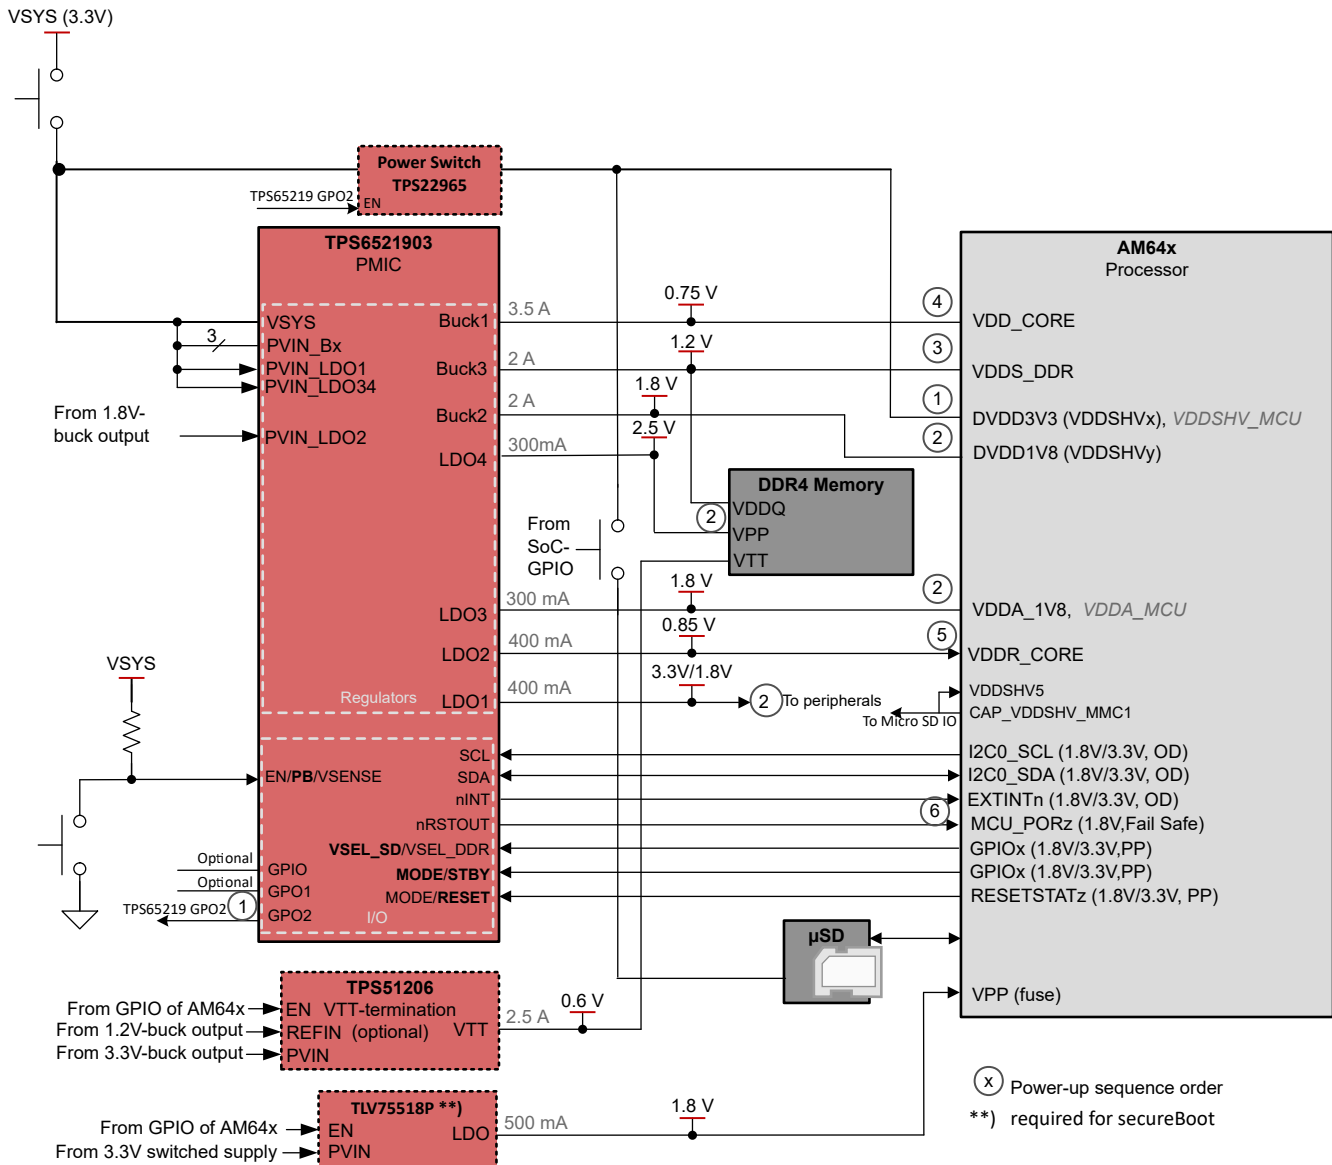 VSYS (3.3V)
Power Switch
TPS22965
TPS65219 GPO2
EN
TPS6521903
PMIC
AM64x
Processor
VSYS
PVIN_Bx
PVIN_LDO1
PVIN_LDO34
3
From 1.8V-
buck output
PVIN_LDO2
Buck1
Buck3
Buck2
LDO4
LDO3
LDO2
LDO1
Regulators
3.5 A
2 A
2 A
300mA
300 mA
400 mA
400 mA
0.75 V
1.2 V
1.8 V
2.5 V
1.8 V
0.85 V
3.3V/1.8V
4
3
1
2
VDD_CORE
VDDS_DDR
DVDD3V3 (VDDSHVx), VDDSHV_MCU
DVDD1V8 (VDDSHVy)
DDR4 Memory
VDDQ
VPP
VTT
2
From
SoC-
GPIO
2
VDDA_1V8, VDDA_MCU
5
VDDR_CORE
2
To peripherals
VDDSHV5
CAP_VDDSHV_MMC1
To Micro SD IO
VSYS
EN/PB/VSENSE
SCL
SDA
nINT
nRSTOUT
VSEL_SD/VSEL_DDR
MODE/STBY
MODE/RESET
I2C0_SCL (1.8V/3.3V, OD)
I2C0_SDA (1.8V/3.3V, OD)
EXTINTn (1.8V/3.3V, OD)
6
MCU_PORz (1.8V,Fail Safe)
GPIOx (1.8V/3.3V,PP)
GPIOx (1.8V/3.3V,PP)
RESETSTATz (1.8V/3.3V, PP)
Optional
GPIO
Optional
GPO1
TPS65219 GPO2
1
GPO2
I/O
µSD
VPP (fuse)
TPS51206
From GPIO of AM64x
EN VTT-termination
From 1.2V-buck output
REFIN (optional)
VTT
From 3.3V-buck output
PVIN
2.5 A
0.6 V
TLV75518P **)
From GPIO of AM64x
EN
LDO
From 3.3V switched supply
PVIN
500 mA
1.8 V
x Power-up sequence order
**) required for secureBoot